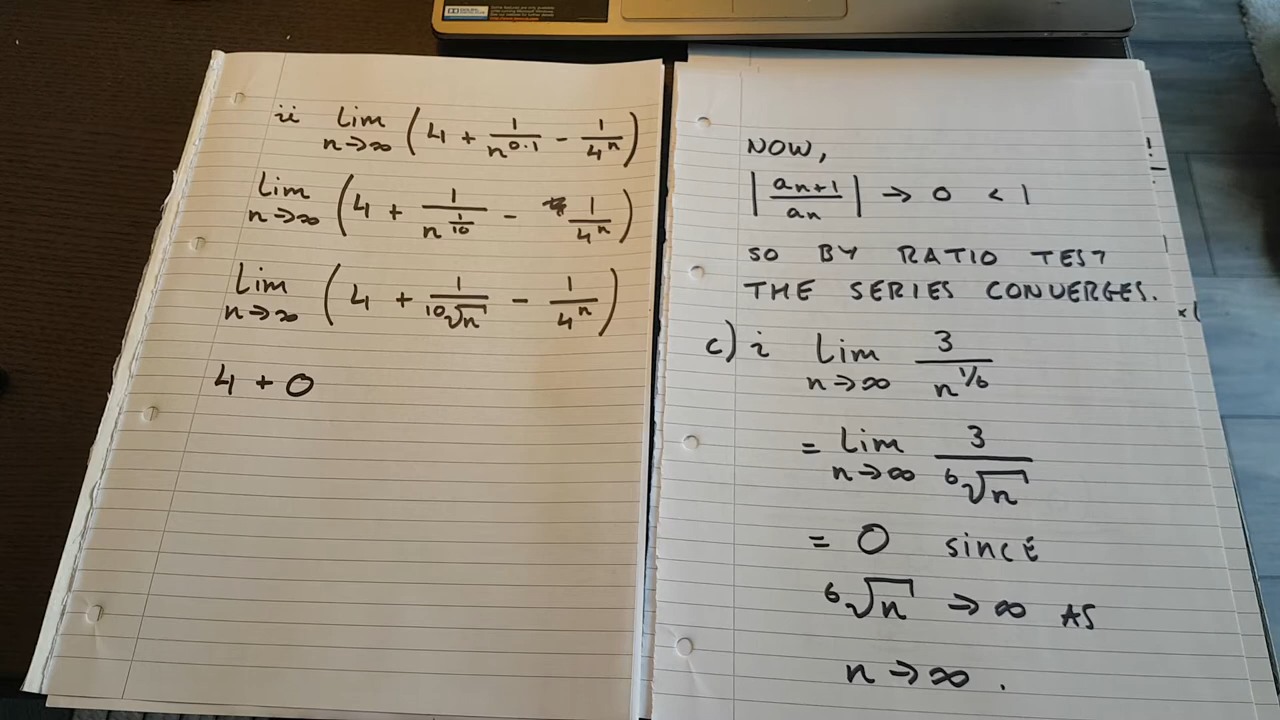 ii lim n→∞ (4 + 1/n^0.1 − 1/4^n)
lim n→∞ (4 + 1/n^(1/10) − 1/4^n)
lim n→∞ (4 + 1/¹⁰√n − 1/4^n)
4 + 0
NOW,
|an+1/an| → 0 < 1
SO BY RATIO TEST
THE SERIES CONVERGES.
c) i lim n→∞ 3/n^(1/6)
= lim n→∞ 3/⁶√n
= 0 since
⁶√n → ∞ AS
n → ∞.